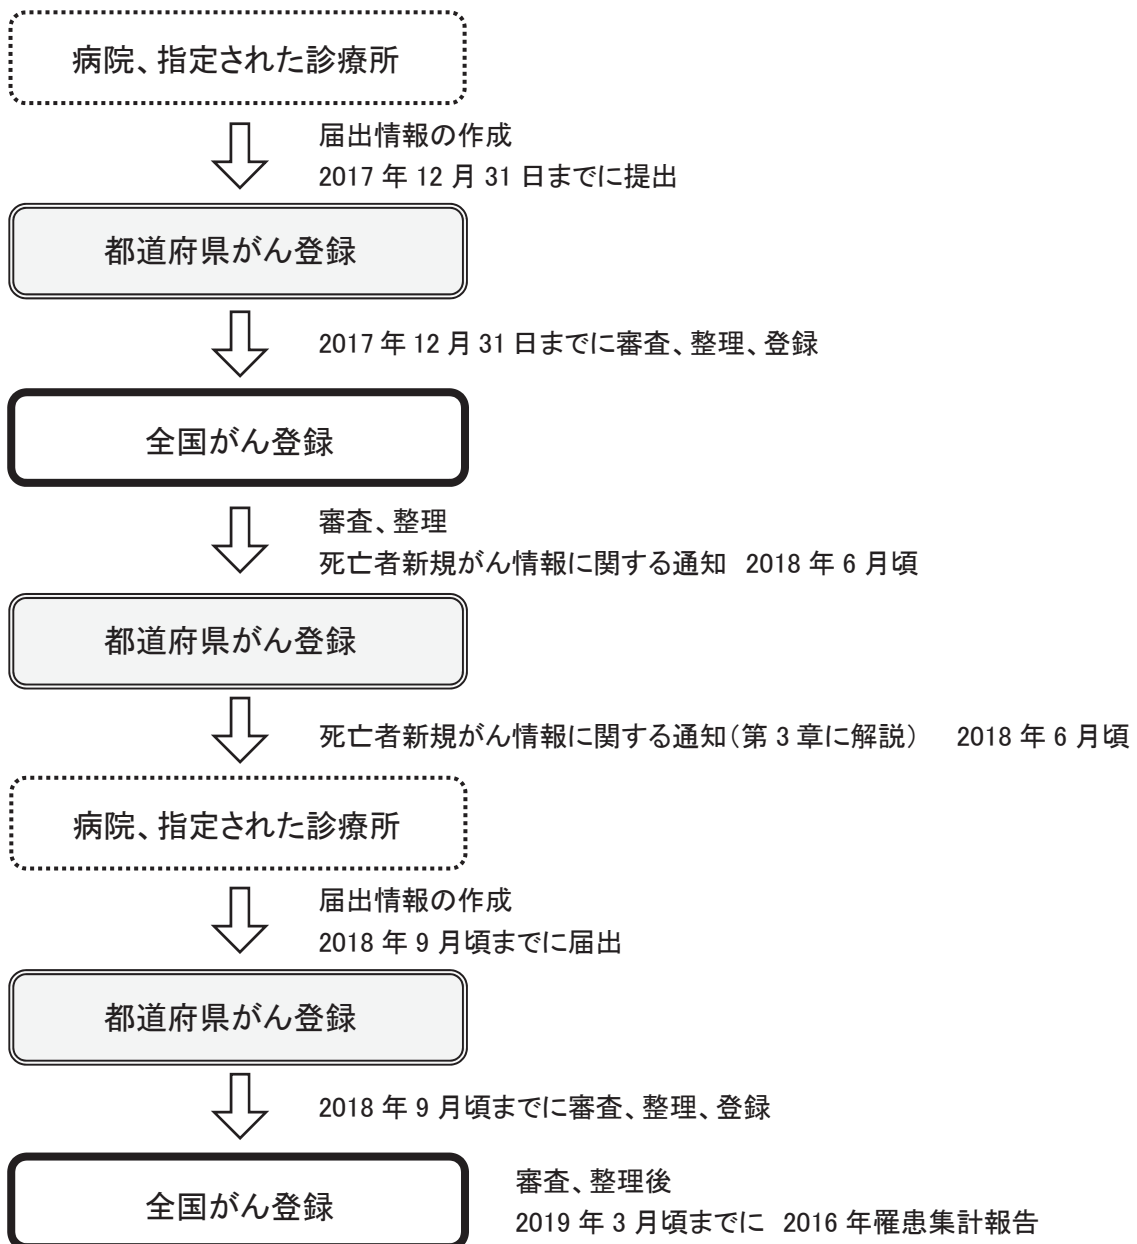 病院、指定された診療所
届出情報の作成
2017 年 12 月 31 日までに提出
都道府県がん登録
2017 年 12 月 31 日までに審査、整理、登録
全国がん登録
審査、整理
死亡者新規がん情報に関する通知 2018 年 6 月頃
都道府県がん登録
死亡者新規がん情報に関する通知（第 3 章に解説） 2018 年 6 月頃
病院、指定された診療所
届出情報の作成
2018 年 9 月頃までに届出
都道府県がん登録
2018 年 9 月頃までに審査、整理、登録
全国がん登録
審査、整理後
2019 年 3 月頃までに 2016 年罹患集計報告